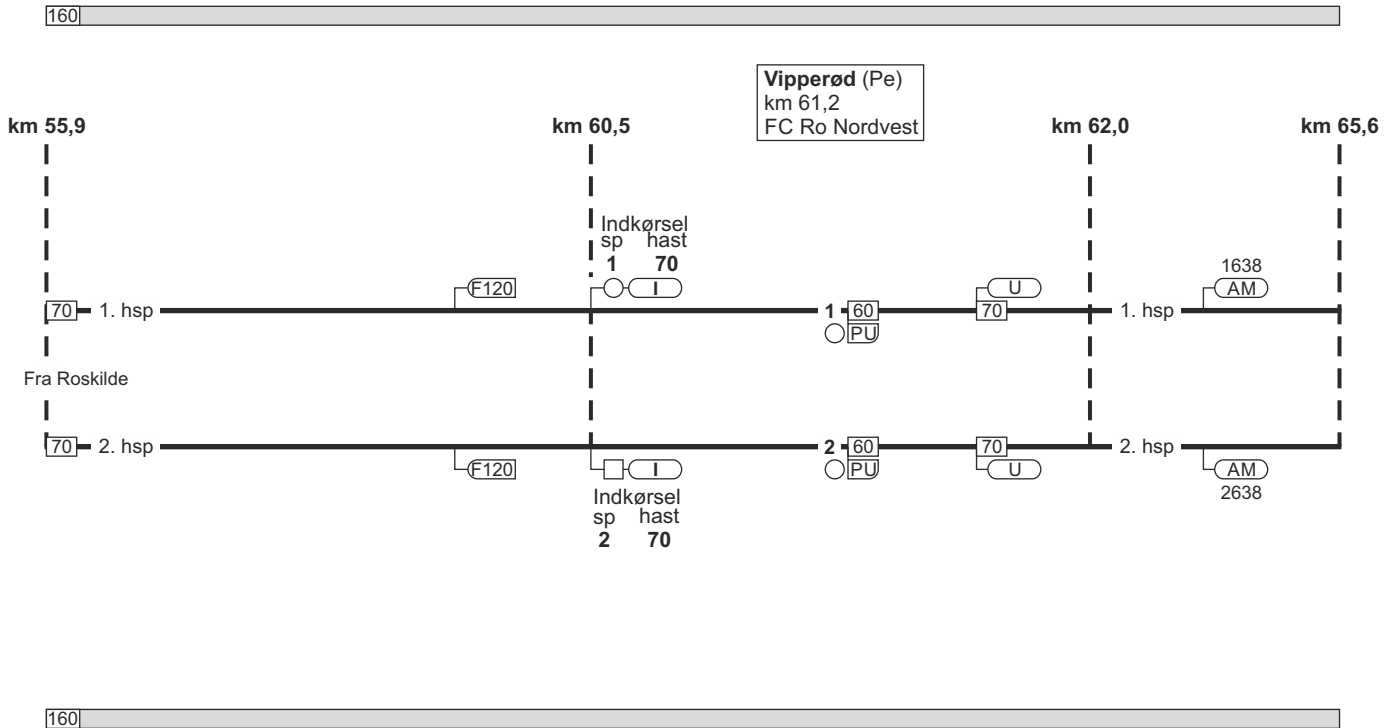 160
Vipperød (Pe)
km 61,2
FC Ro Nordvest
km 55,9
km 60,5
km 62,0
km 65,6
Indkørsel
sp hast
1 70
F120
I
U
1638
AM
70
1. hsp
1
60
70
1. hsp
PU
Fra Roskilde
70
2. hsp
2
60
70
2. hsp
F120
I
PU
U
AM
2638
Indkørsel
sp hast
2 70
160